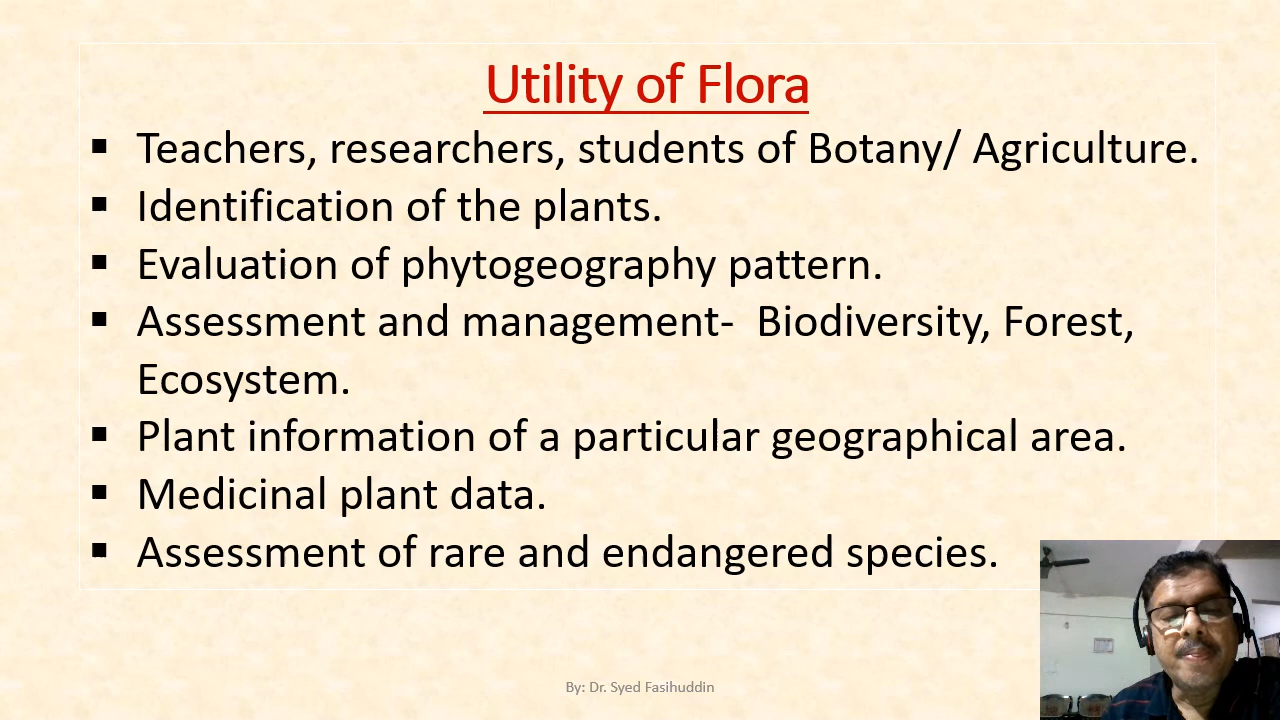 Utility of Flora
▪ Teachers, researchers, students of Botany/ Agriculture.
▪ Identification of the plants.
▪ Evaluation of phytogeography pattern.
▪ Assessment and management-  Biodiversity, Forest,
Ecosystem.
▪ Plant information of a particular geographical area.
▪ Medicinal plant data.
▪ Assessment of rare and endangered species.
By: Dr. Syed Fasihuddin